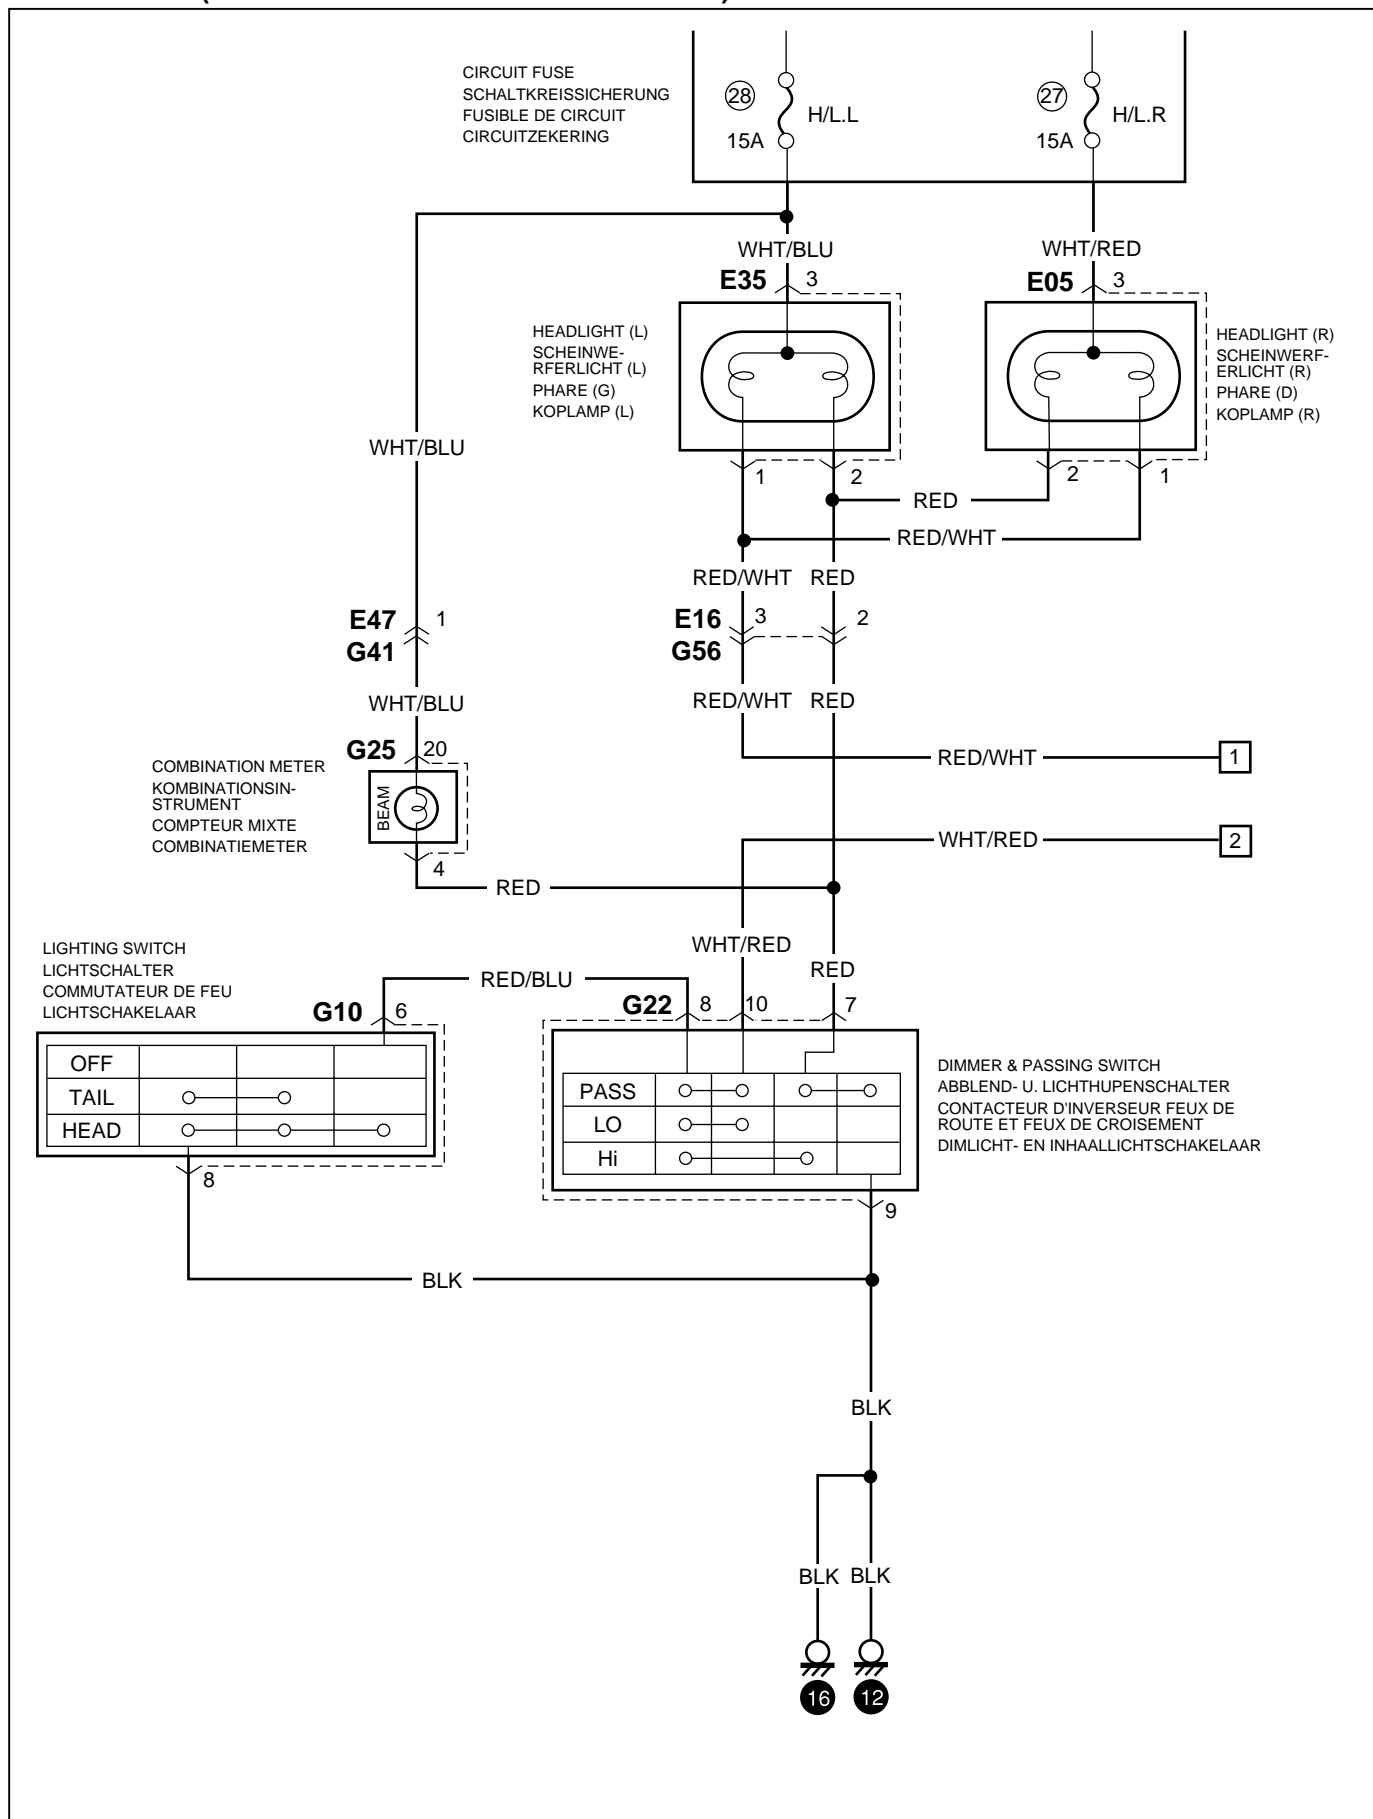 CIRCUIT FUSE
SCHALTKREISSICHERUNG
FUSIBLE DE CIRCUIT
CIRCUITZEKERING
28
15A
H/L.L
27
15A
H/L.R
WHT/BLU
WHT/RED
E35
3
E05
3
HEADLIGHT (L)
SCHEINWE-
RFERLICHT (L)
PHARE (G)
KOPLAMP (L)
HEADLIGHT (R)
SCHEINWERF-
ERLICHT (R)
PHARE (D)
KOPLAMP (R)
WHT/BLU
1
2
2
1
RED
RED/WHT
RED/WHT
RED
E47
1
G41
E16
3
2
G56
WHT/BLU
RED/WHT
RED
G25
20
RED/WHT
1
COMBINATION METER
KOMBINATIONSIN-
STRUMENT
COMPTEUR MIXTE
COMBINATIEMETER
BEAM
4
WHT/RED
2
RED
LIGHTING SWITCH
LICHTSCHALTER
COMMUTATEUR DE FEU
LICHTSCHAKELAAR
WHT/RED
RED
RED/BLU
G10
6
G22
8
10
7
OFF
TAIL
HEAD
8
PASS
LO
Hi
9
DIMMER & PASSING SWITCH
ABBLEND- U. LICHTHUPENSCHALTER
CONTACTEUR D'INVERSEUR FEUX DE
ROUTE ET FEUX DE CROISEMENT
DIMLICHT- EN INHAALLICHTSCHAKELAAR
BLK
BLK
BLK
BLK
16
12